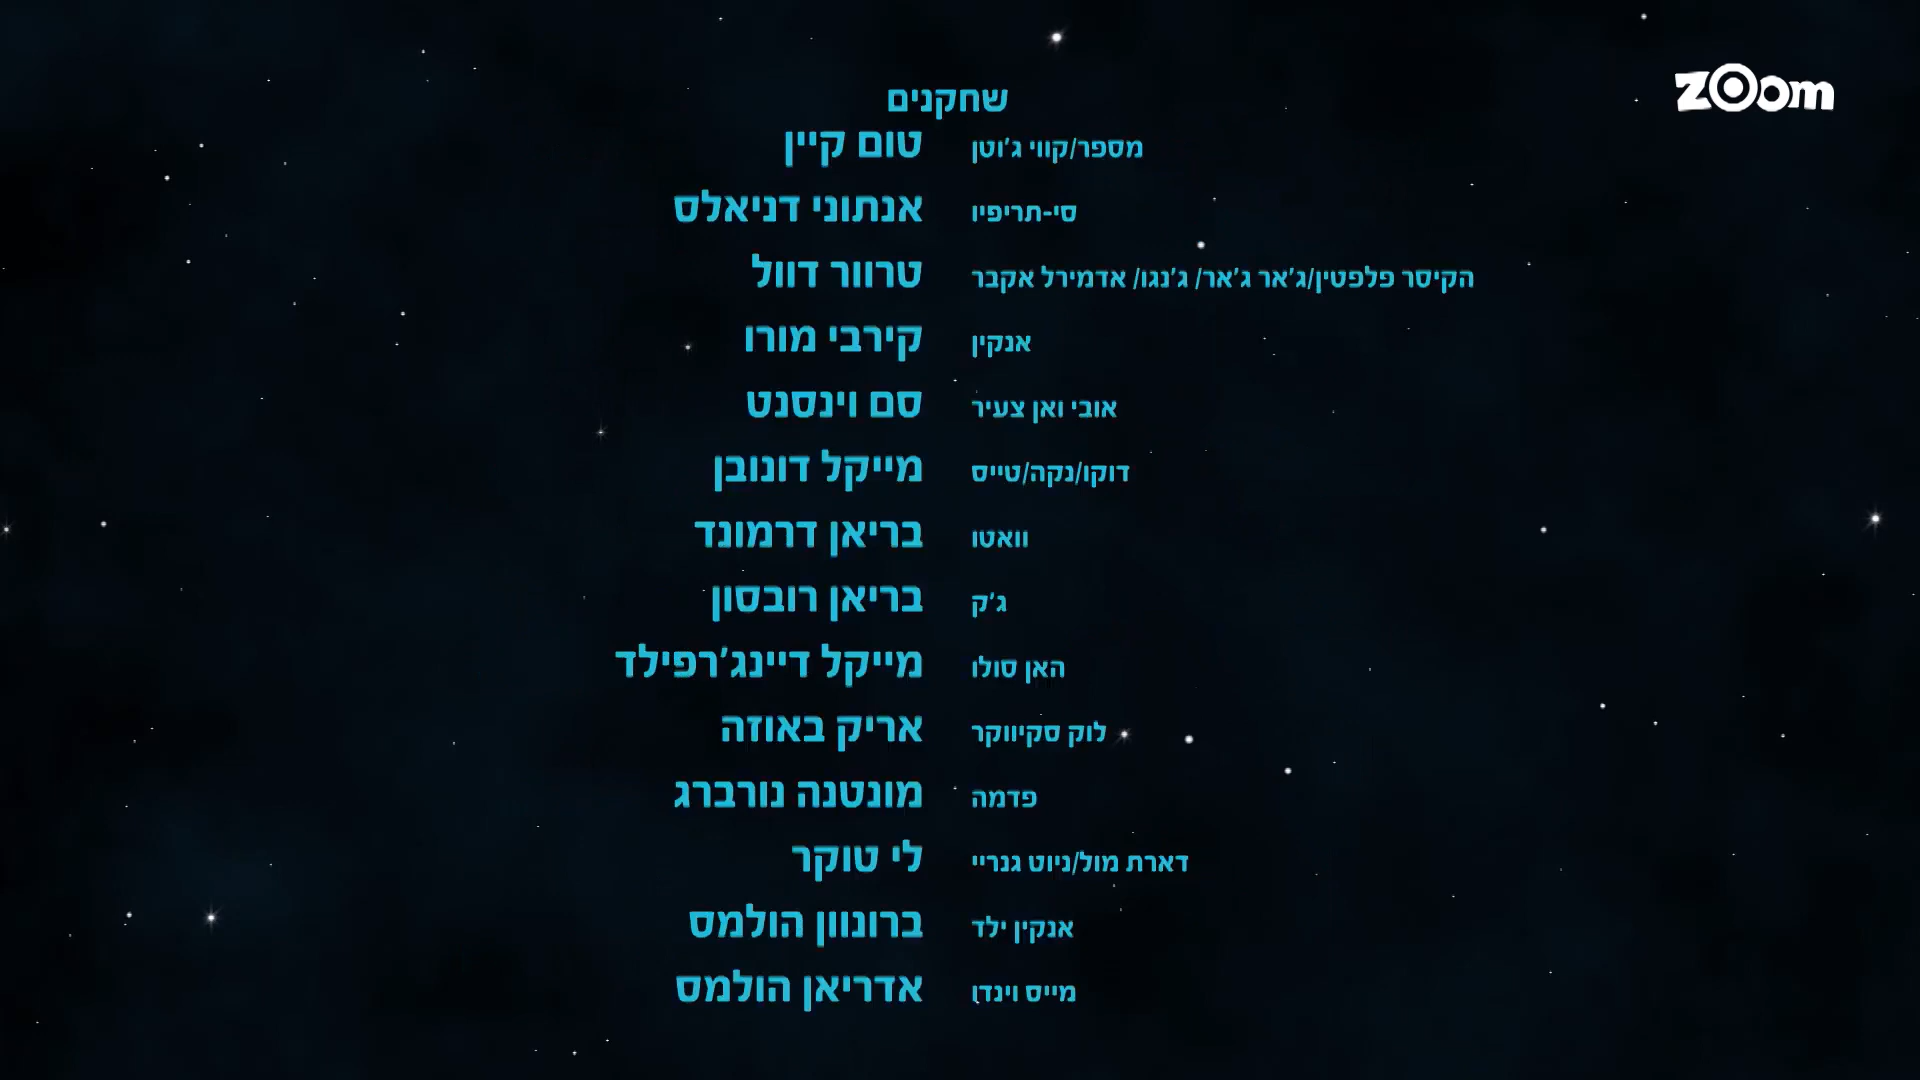 zoom
שחקנים
מספר/קווי ג'וטן טום קיין
סי-תריפיו אנתוני דניאלס
הקיסר פלפטין/ג'אר ג'אר/ ג'נגו/ אדמירל אקבר טרוור דוול
אנקין קירבי מורו
אובי ואן צעיר סם וינסנט
דוקו/נקה/טייס מייקל דונובן
וואטו בריאן דרמונד
ג'ק בריאן רובסון
האן סולו מייקל דיינג'רפילד
לוק סקיווקר אריק באוזה
פדמה מונטנה נורברג
דארת מול/ניוט גנריי לי טוקר
אנקין ילד ברונוון הולמס
מייס וינדו אדריאן הולמס